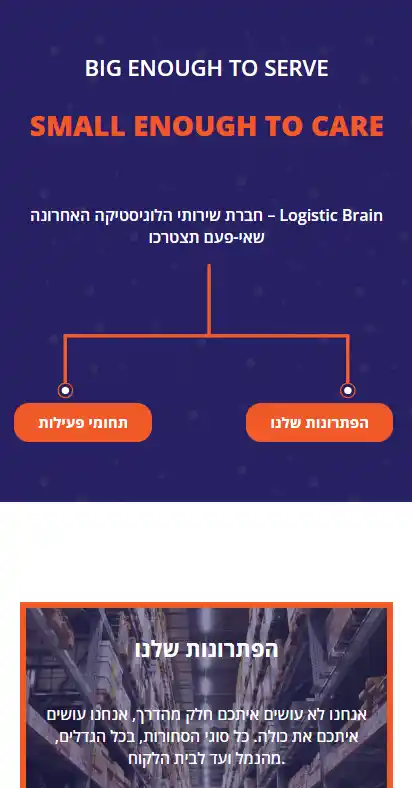 BIG ENOUGH TO SERVE
SMALL ENOUGH TO CARE
Logistic Brain – חברת שירותי הלוגיסטיקה האחרונה
שאי-פעם תצטרכו
הפתרונות שלנו
תחומי פעילות
הפתרונות שלנו
אנחנו לא עושים איתכם חלק מהדרך, אנחנו עושים
איתכם את כולה. כל סוגי הסחורות, בכל הגדלים,
מהנמל ועד לבית הלקוח.